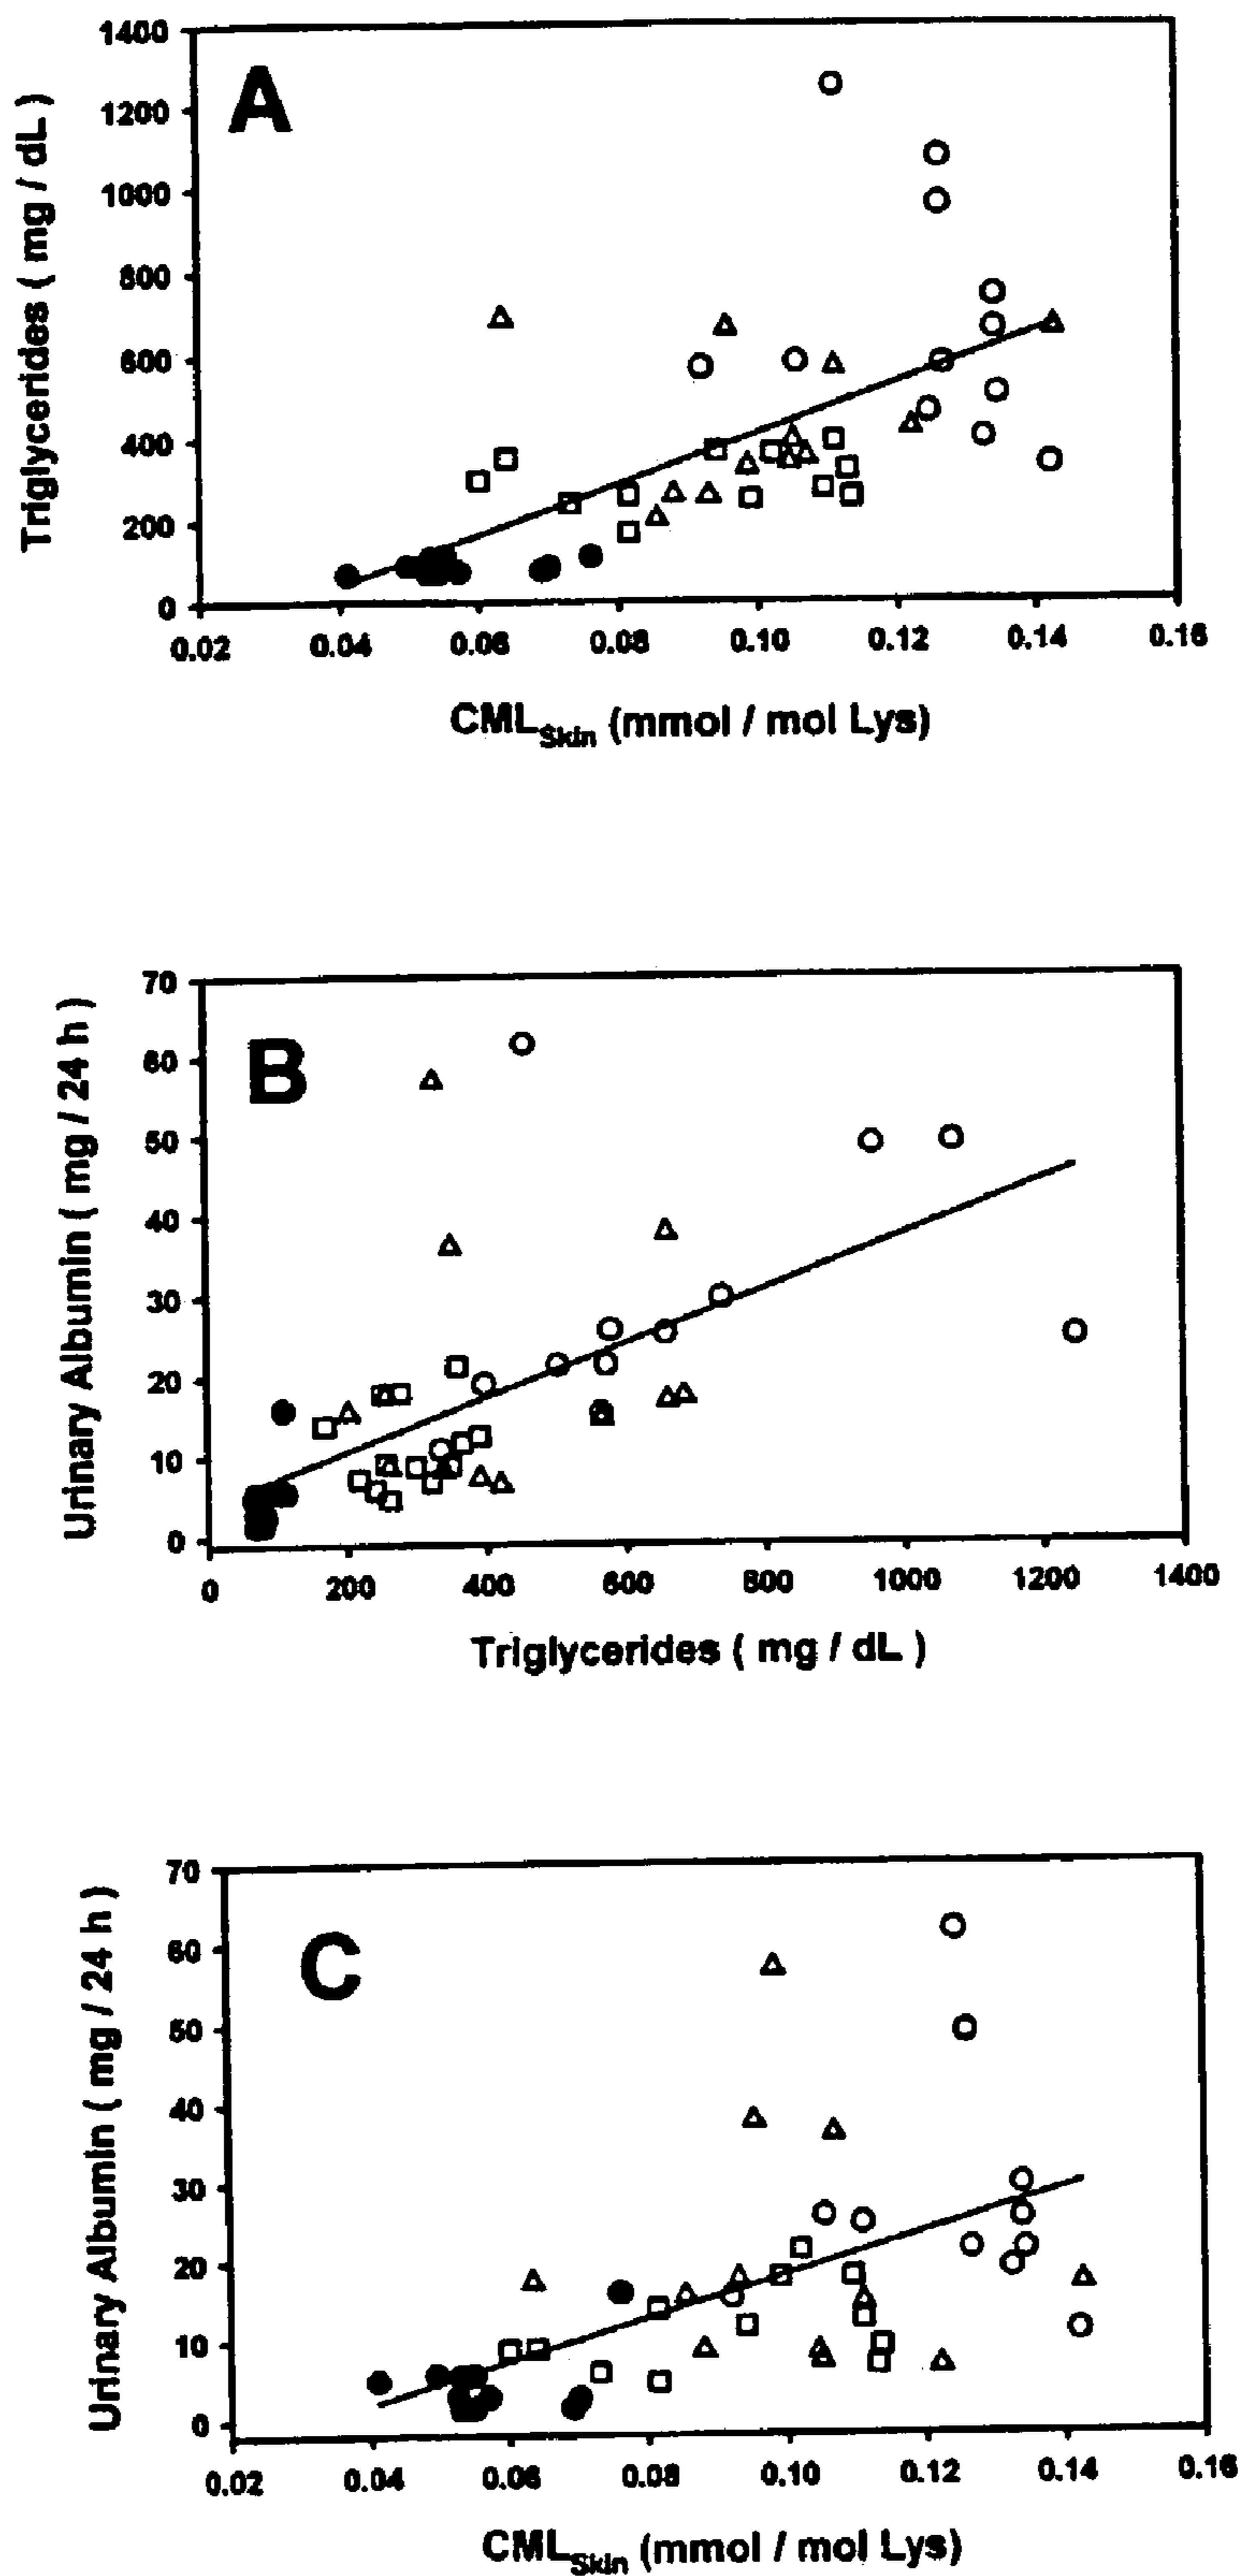 A
Triglycerides ( mg / dL )
1400
1200
1000
800
600
400
200
0
0.02 0.04 0.06 0.08 0.10 0.12 0.14 0.16
CML Skin (mmol / mol Lys)
B
Urinary Albumin ( mg / 24 h )
70
60
50
40
30
20
10
0
0 200 400 600 800 1000 1200 1400
Triglycerides ( mg / dL )
C
Urinary Albumin ( mg / 24 h )
70
60
50
40
30
20
10
0
0.02 0.04 0.06 0.08 0.10 0.12 0.14 0.16
CML Skin (mmol / mol Lys)